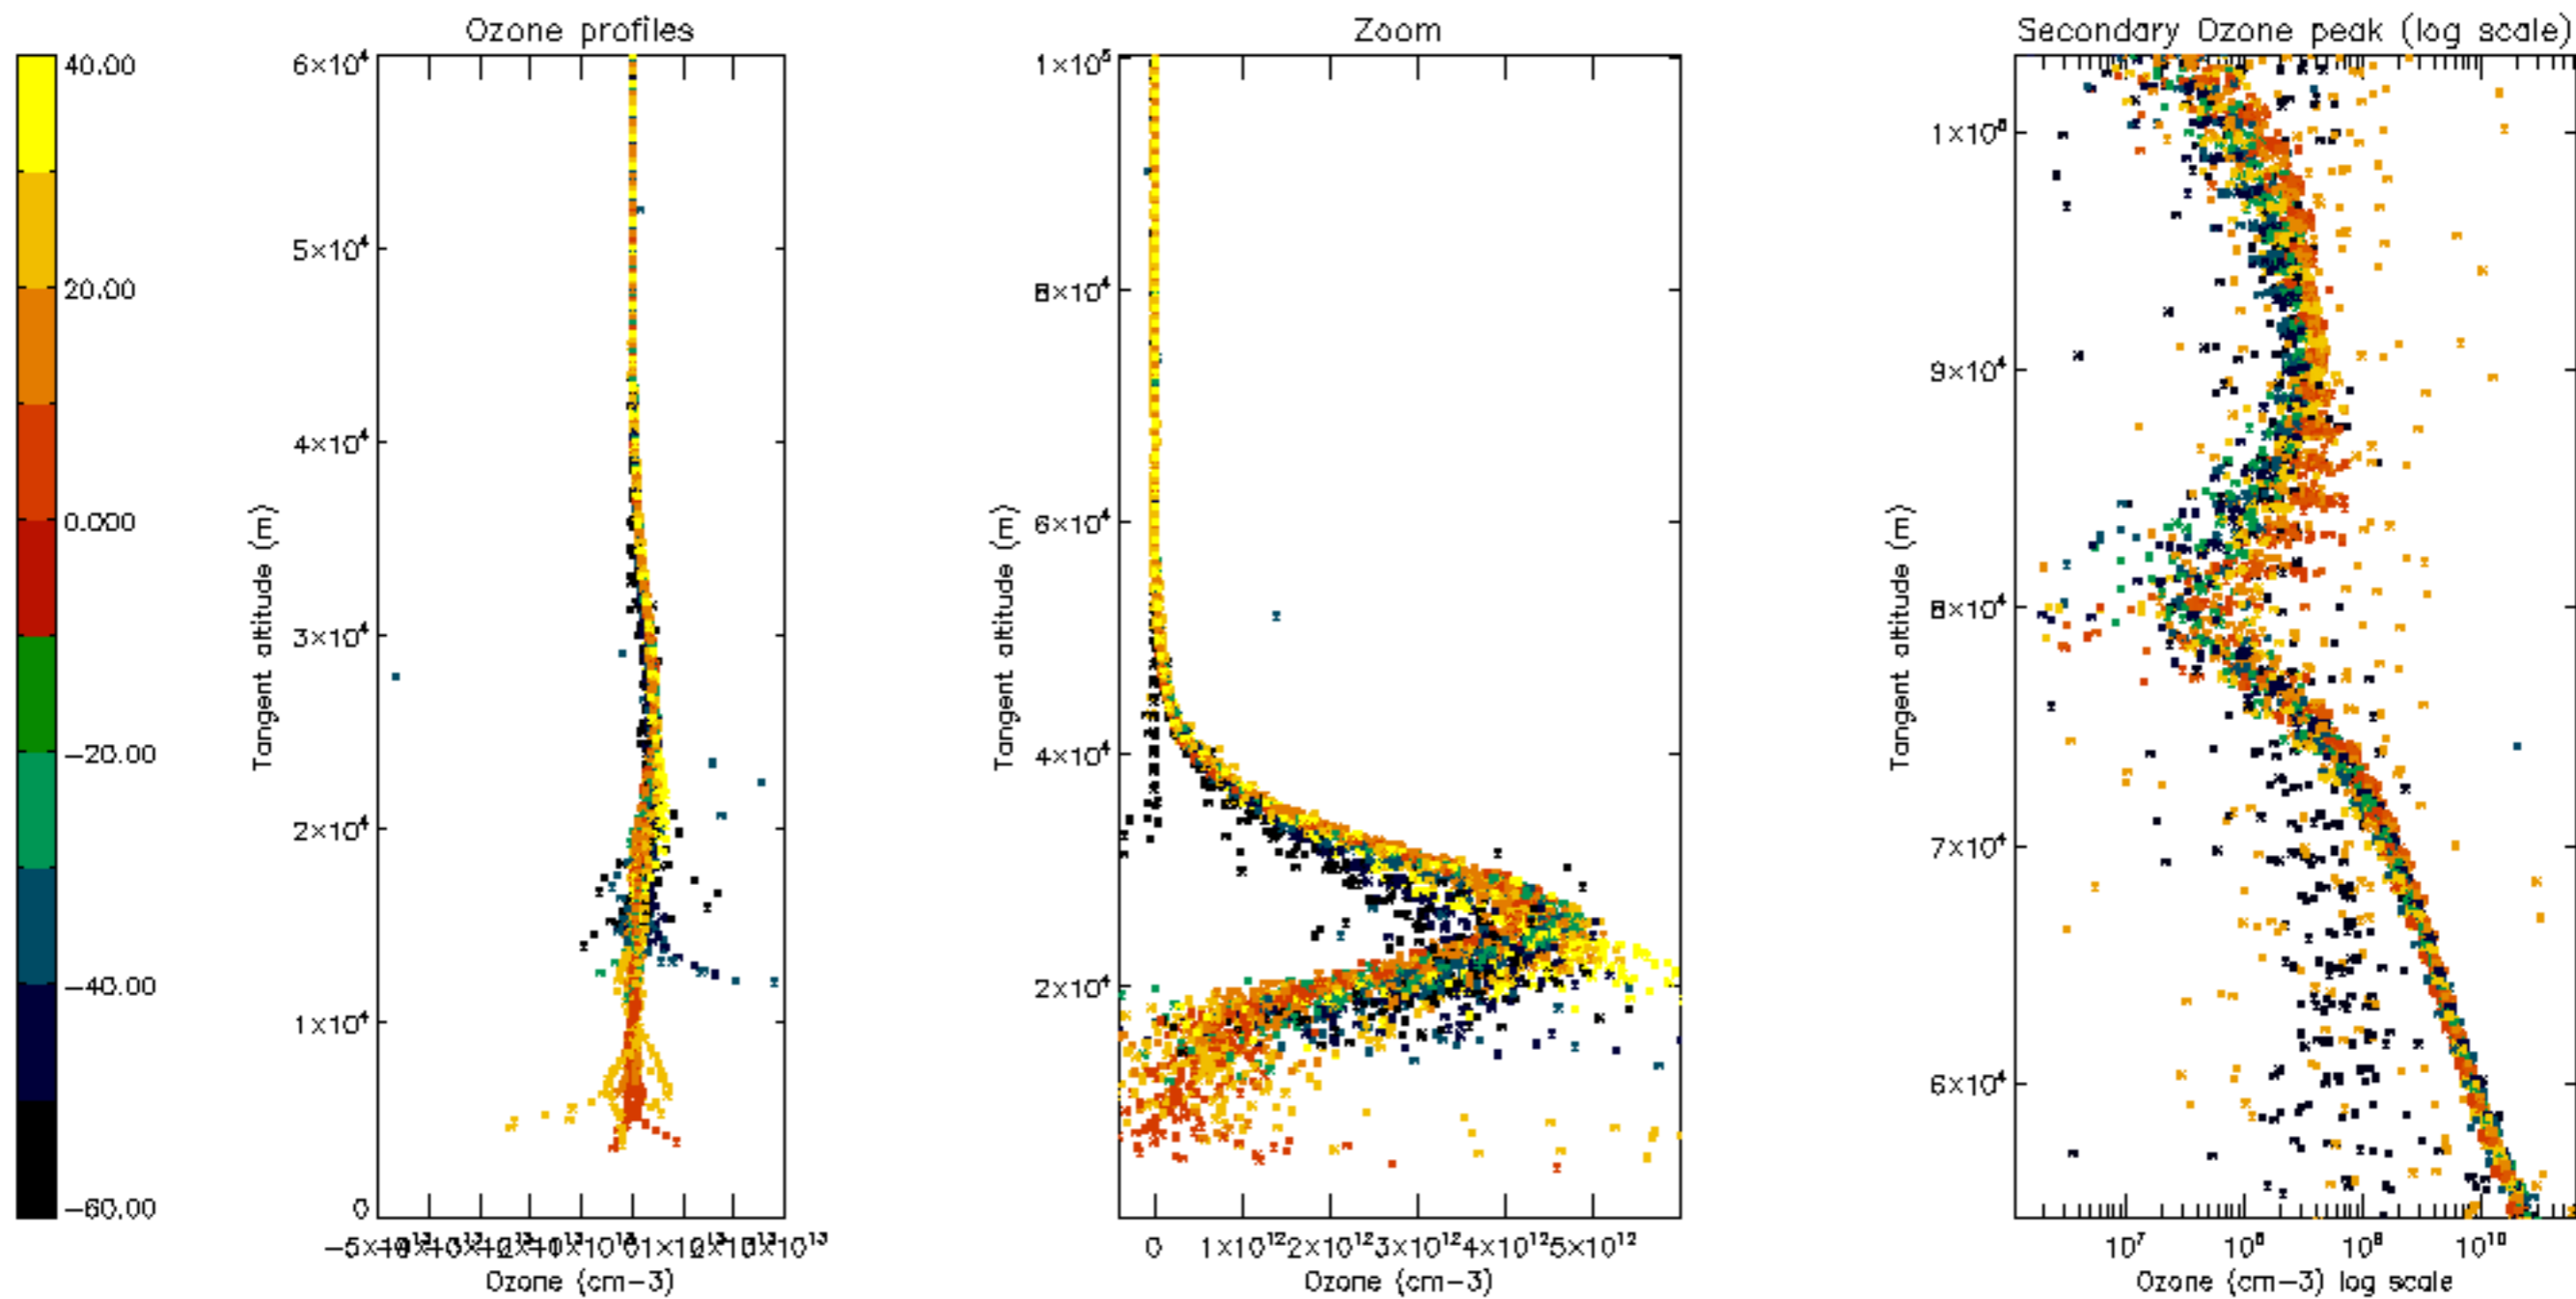 Ozone profiles
Zoom
Secondary Ozone peak (log scale)
40.00
20.00
0.000
−20.00
−40.00
−60.00
6×10⁴
5×10⁴
4×10⁴
3×10⁴
2×10⁴
1×10⁴
0
Tangent altitude (m)
Ozone (cm−3)
1×10⁵
8×10⁴
6×10⁴
4×10⁴
2×10⁴
Tangent altitude (m)
0 1×10¹² 2×10¹² 3×10¹² 4×10¹² 5×10¹²
Ozone (cm−3)
9×10⁴
8×10⁴
7×10⁴
6×10⁴
Tangent altitude (m)
10⁷ 10⁸ 10⁹ 10¹⁰
Ozone (cm−3) log scale